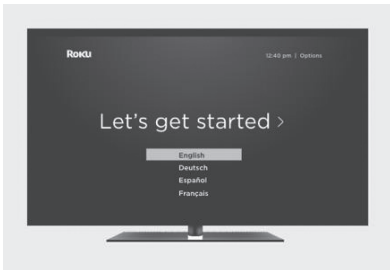 Roku
12:40 pm | Options
Let's get started >
English
Deutsch
Español
Français